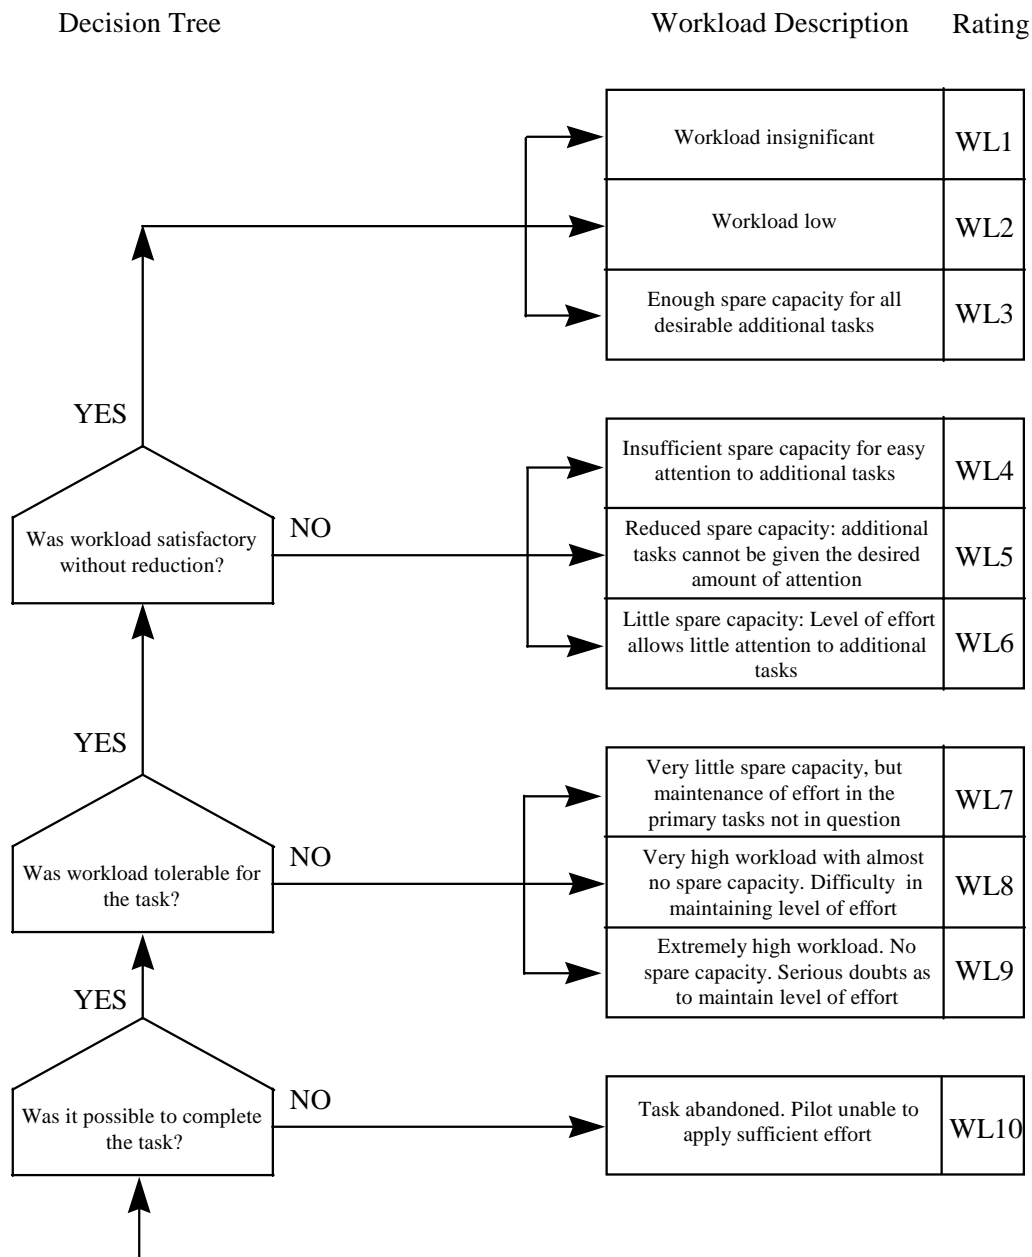 Decision Tree
Workload Description
Rating
Workload insignificant
WL1
Workload low
WL2
Enough spare capacity for all
desirable additional tasks
WL3
YES
Was workload satisfactory
without reduction?
NO
Insufficient spare capacity for easy
attention to additional tasks
WL4
Reduced spare capacity: additional
tasks cannot be given the desired
amount of attention
WL5
Little spare capacity: Level of effort
allows little attention to additional
tasks
WL6
YES
Was workload tolerable for
the task?
NO
Very little spare capacity, but
maintenance of effort in the
primary tasks not in question
WL7
Very high workload with almost
no spare capacity. Difficulty in
maintaining level of effort
WL8
Extremely high workload. No
spare capacity. Serious doubts as
to maintain level of effort
WL9
YES
Was it possible to complete
the task?
NO
Task abandoned. Pilot unable to
apply sufficient effort
WL10